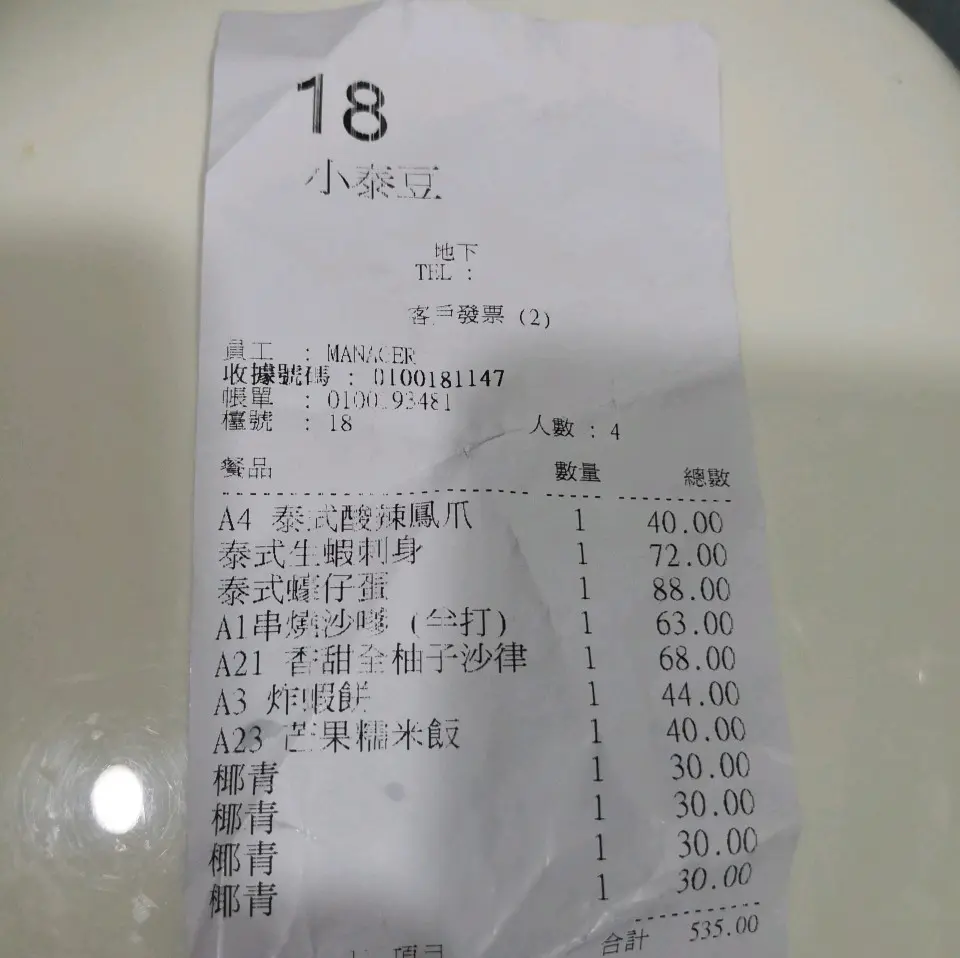 18
小泰豆
地下
TEL :
客戶發票 (2)
員工 : MANAGER
收據號碼 : 0100181147
帳單 : 0100 93481
檯號 : 18 人數 : 4
餐品 數量 總數
A4 泰式酸辣鳳爪 1 40.00
泰式生蝦刺身 1 72.00
泰式蠔仔蛋 1 88.00
A1串燒沙嗲 (半打) 1 63.00
A21 香甜金柚子沙律 1 68.00
A3 炸蝦餅 1 44.00
A23 芒果糯米飯 1 40.00
椰青 1 30.00
椰青 1 30.00
椰青 1 30.00
椰青 1 30.00
合計 535.00
項目